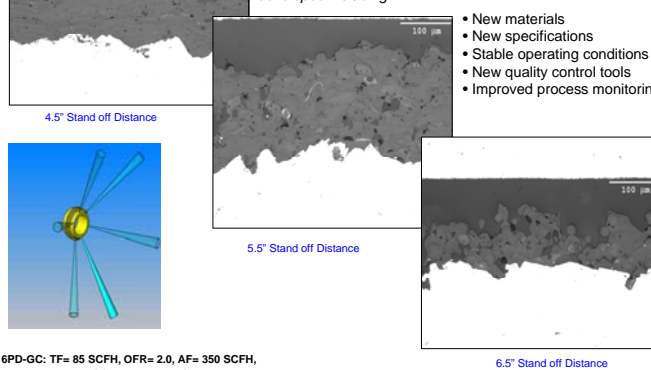 100 µm
• New materials
• New specifications
• Stable operating conditions
• New quality control tools
• Improved process
4.5" Stand off Distance
100 µm
5.5" Stand off Distance
6PD-GC: TF= 85 SCFH, OFR= 2.0, AF= 350 SCFH,
6.5" Stand off Distance